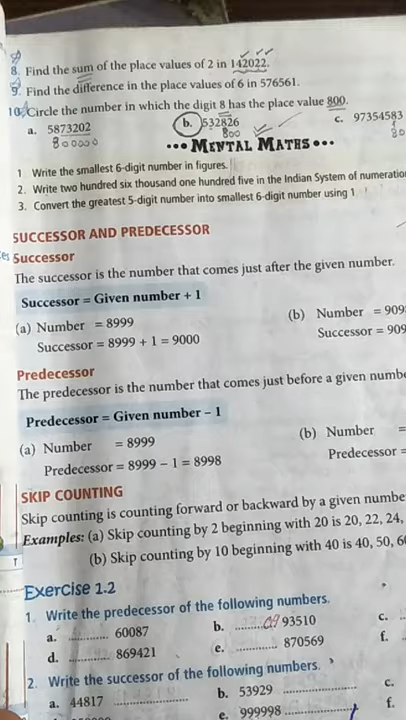 8. Find the sum of the place values of 2 in 142022.
9. Find the difference in the place values of 6 in 576561.
10. Circle the number in which the digit 8 has the place value 800.
a. 5873202 b. 532826 c. 97354583
800000 800 80
••• MENTAL MATHS •••
1 Write the smallest 6-digit number in figures.
2. Write two hundred six thousand one hundred five in the Indian System of numeration
3. Convert the greatest 5-digit number into smallest 6-digit number using 1
SUCCESSOR AND PREDECESSOR
Successor
The successor is the number that comes just after the given number.
Successor = Given number + 1
(a) Number = 8999 (b) Number = 909
Successor = 8999 + 1 = 9000 Successor = 909
Predecessor
The predecessor is the number that comes just before a given numbe
Predecessor = Given number – 1
(a) Number = 8999 (b) Number =
Predecessor = 8999 – 1 = 8998 Predecessor =
SKIP COUNTING
Skip counting is counting forward or backward by a given numbe
Examples: (a) Skip counting by 2 beginning with 20 is 20, 22, 24,
(b) Skip counting by 10 beginning with 40 is 40, 50, 6
Exercise 1.2
1. Write the predecessor of the following numbers.
a. ............ 60087 b. ............ 93510 c.
d. ............ 869421 e. ............ 870569 f.
2. Write the successor of the following numbers.
a. 44817 ............ b. 53929 ............ c.
e. 999998 ............ f.